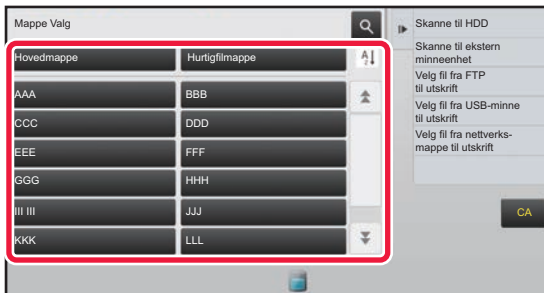 Mappe Valg
Hovedmappe
Hurtigfilmappe
AAA
BBB
CCC
DDD
EEE
FFF
GGG
HHH
III III
JJJ
KKK
LLL
Skanne til HDD
Skanne til ekstern
minneenhet
Velg fil fra FTP
til utskrift
Velg fil fra USB-minne
til utskrift
Velg fil fra nettverks-
mappe til utskrift
CA